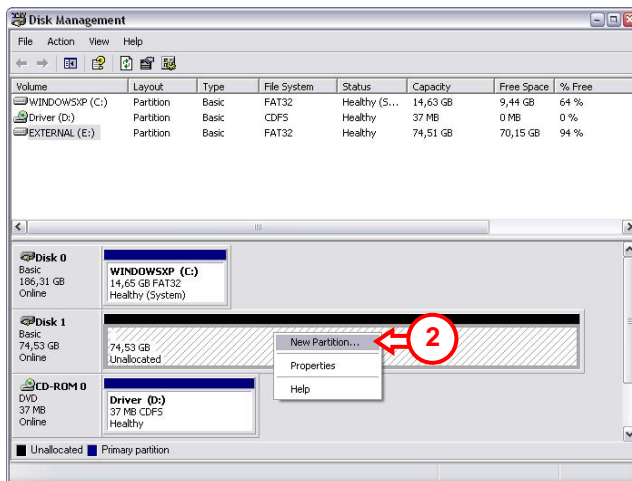 Disk Management
File Action View Help
Volume Layout Type File System Status Capacity Free Space % Free
WINDOWSXP (C:) Partition Basic FAT32 Healthy (S... 14,63 GB 9,44 GB 64 %
Driver (D:) Partition Basic CDFS Healthy 37 MB 0 MB 0 %
EXTERNAL (E:) Partition Basic FAT32 Healthy 74,51 GB 70,15 GB 94 %
Disk 0
Basic
186,31 GB
Online
WINDOWSXP (C:)
14,65 GB FAT32
Healthy (System)
Disk 1
Basic
74,53 GB
Online
74,53 GB
Unallocated
New Partition...
Properties
Help
2
CD-ROM 0
DVD
37 MB
Online
Driver (D:)
37 MB CDFS
Healthy
Unallocated Primary partition